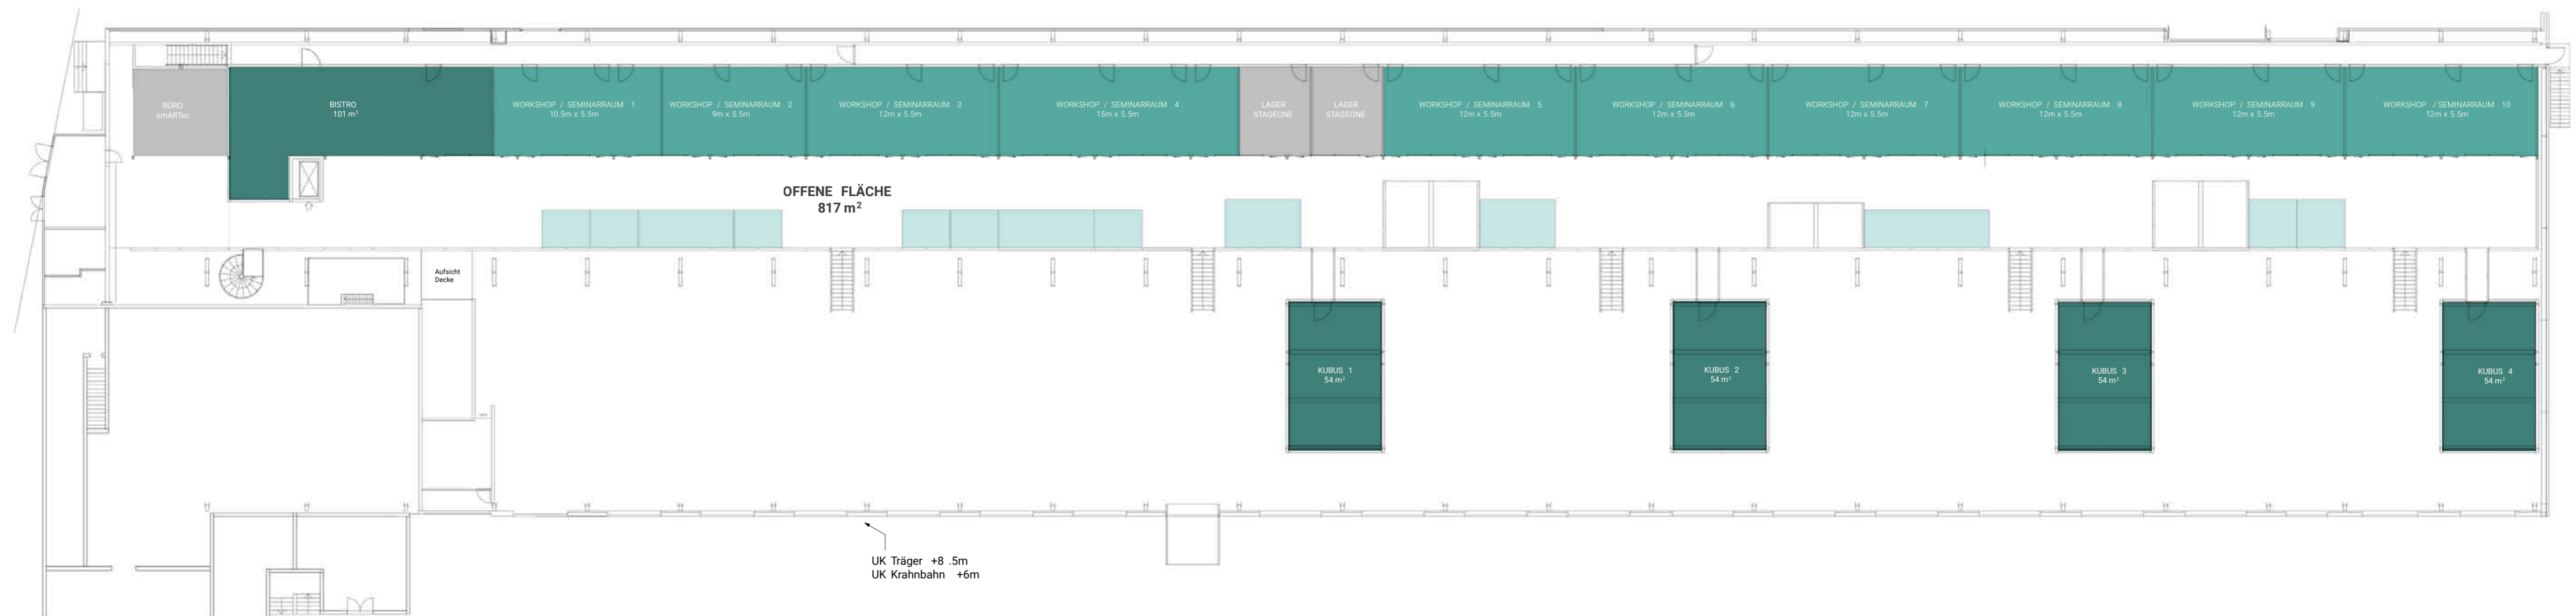 BÜRO
smARTec
BISTRO
101 m²
WORKSHOP / SEMINARRAUM 1
10.5m x 5.5m
WORKSHOP / SEMINARRAUM 2
9m x 5.5m
WORKSHOP / SEMINARRAUM 3
12m x 5.5m
WORKSHOP / SEMINARRAUM 4
15m x 5.5m
LAGER
STAGEONE
LAGER
STAGEONE
WORKSHOP / SEMINARRAUM 5
12m x 5.5m
WORKSHOP / SEMINARRAUM 6
12m x 5.5m
WORKSHOP / SEMINARRAUM 7
12m x 5.5m
WORKSHOP / SEMINARRAUM 8
12m x 5.5m
WORKSHOP / SEMINARRAUM 9
12m x 5.5m
WORKSHOP / SEMINARRAUM 10
12m x 5.5m
OFFENE FLÄCHE
817 m²
Aufsicht
Decke
KUBUS 1
54 m²
KUBUS 2
54 m²
KUBUS 3
54 m²
KUBUS 4
54 m²
UK Träger +8 .5m
UK Krahnbahn +6m